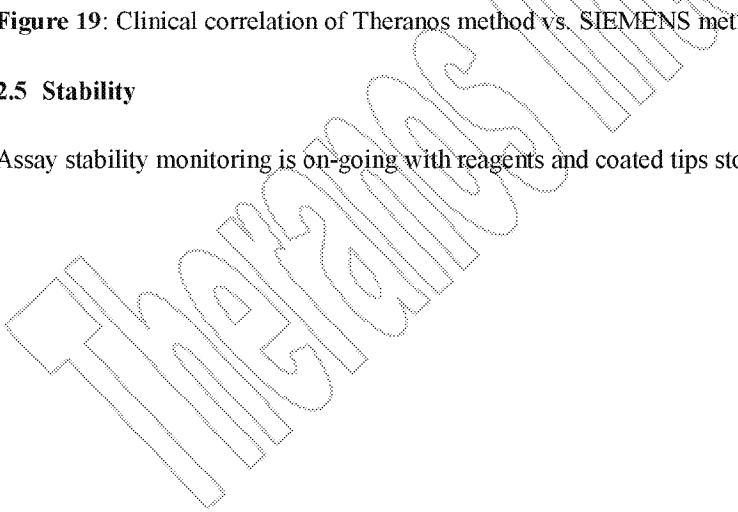 Figure 19: Clinical correlation of Theranos method vs. SIEMENS met
2.5 Stability
Assay stability monitoring is on-going with reagents and coated tips sto
Theranos